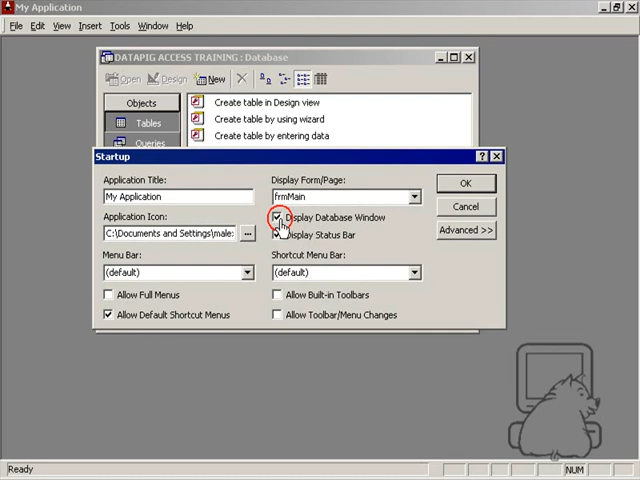 My Application
File Edit View Insert Tools Window Help
DATAPIG ACCESS TRAINING : Database
Open Design New
Objects
Tables
Queries
Create table in Design view
Create table by using wizard
Create table by entering data
Startup
Application Title:
My Application
Display Form/Page:
frmMain
OK
Application Icon:
C:\Documents and Settings\male:
...
Display Database Window
Display Status Bar
Cancel
Advanced >>
Menu Bar:
(default)
Shortcut Menu Bar:
(default)
Allow Full Menus
Allow Built-in Toolbars
Allow Default Shortcut Menus
Allow Toolbar/Menu Changes
Ready
NUM